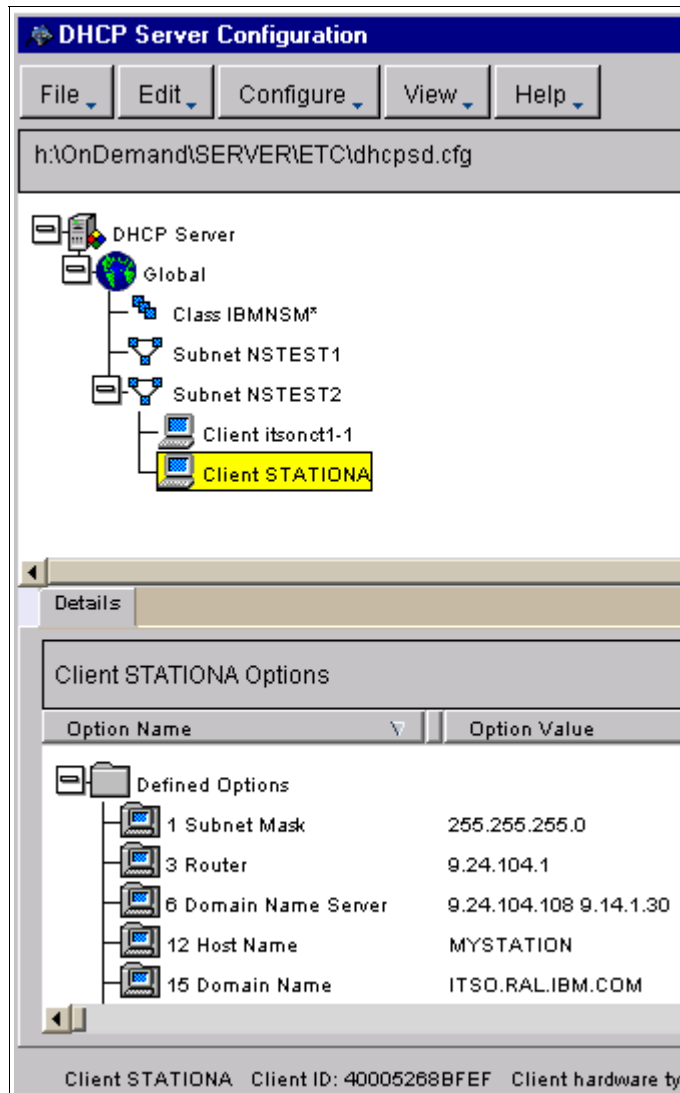 DHCP Server Configuration
File Edit Configure View Help
h:\OnDemand\SERVER\ETC\dhcpsd.cfg
DHCP Server
Global
Class IBMNSM*
Subnet NSTEST1
Subnet NSTEST2
Client itsonct1-1
Client STATIONA
Details
Client STATIONA Options
Option Name Option Value
Defined Options
1 Subnet Mask 255.255.255.0
3 Router 9.24.104.1
6 Domain Name Server 9.24.104.108 9.14.1.30
12 Host Name MYSTATION
15 Domain Name ITSO.RAL.IBM.COM
Client STATIONA Client ID: 40005268BFEF Client hardware ty